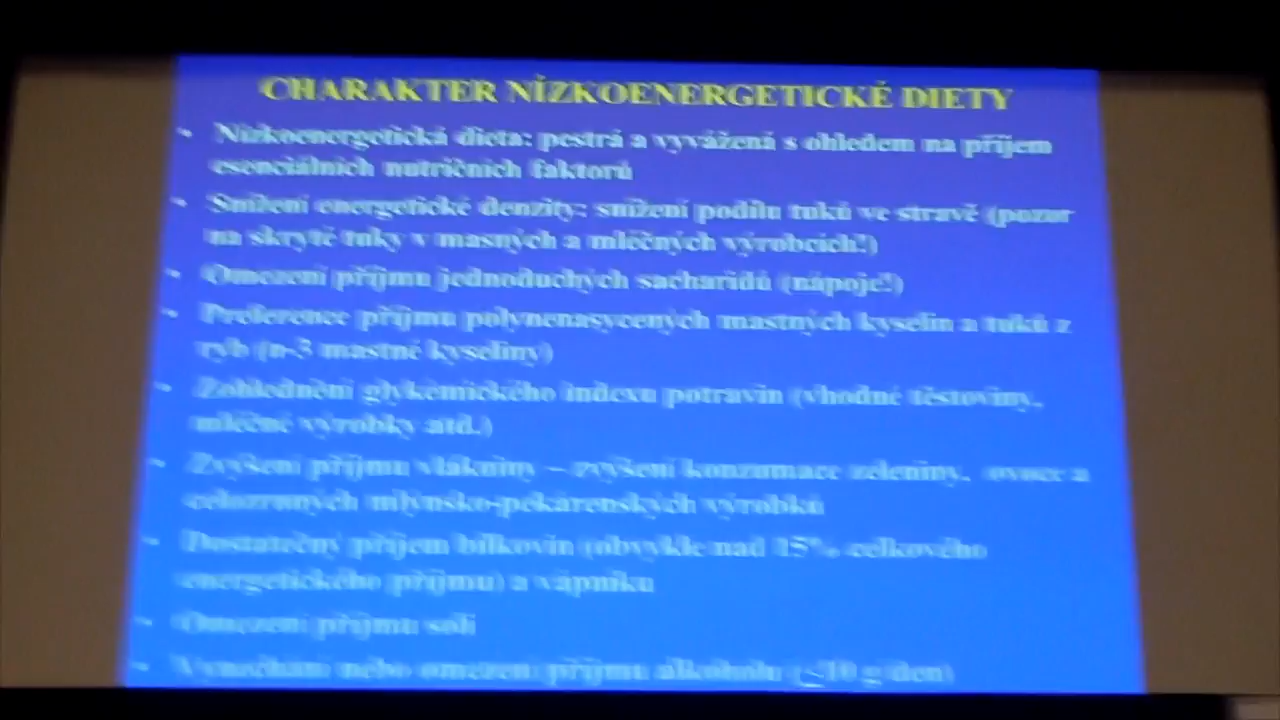 CHARAKTER NÍZKOENERGETICKÉ DIETY
• Nízkoenergetická dieta: pestrá a vyvážená s ohledem na příjem
esenciálních nutričních faktorů
• Snížení energetické denzity: snížení podílu tuků ve stravě (pozor
na skryté tuky v masných a mléčných výrobcích!)
• Omezení příjmu jednoduchých sacharidů (nápoje!)
• Preference příjmu polynenasycených mastných kyselin a tuků z
ryb (n-3 mastné kyseliny)
• Zohlednění glykémického indexu potravin (vhodné těstoviny,
mléčné výrobky atd.)
• Zvýšení příjmu vlákniny – zvýšení konzumace zeleniny, ovoce a
celozrnných mlýnsko-pekárenských výrobků
• Dostatečný příjem bílkovin (obvykle nad 15% celkového
energetického příjmu) a vápníku
• Omezení příjmu soli
• Vynechání nebo omezení příjmu alkoholu (<10 g/den)